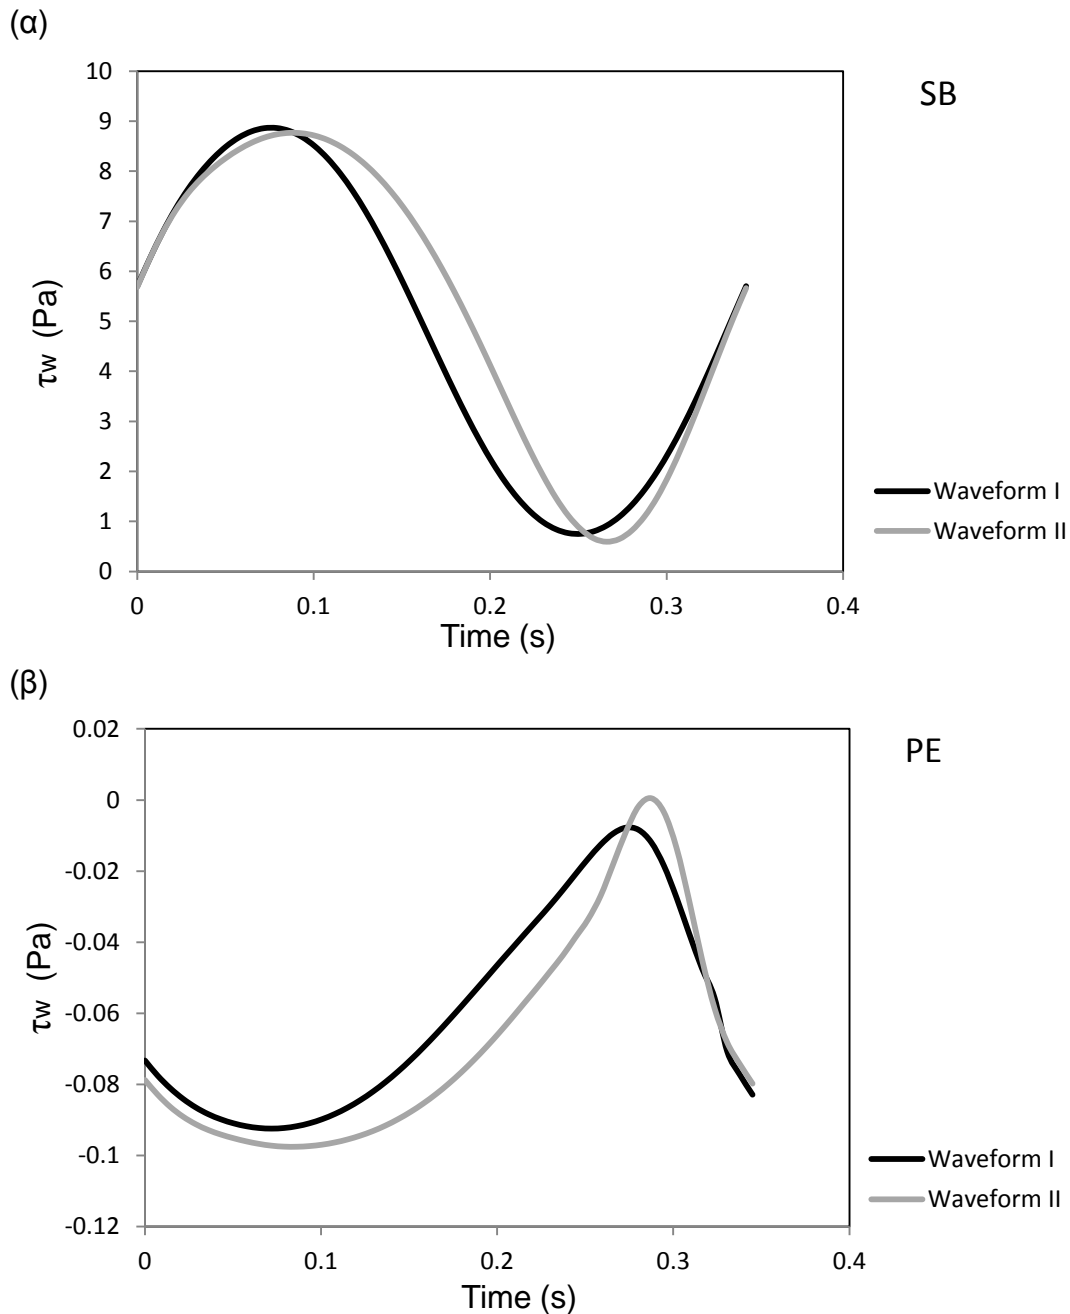 (α)
SB
10
9
8
7
6
5
4
3
2
1
0
τw (Pa)
0
0.1
0.2
0.3
0.4
Time (s)
Waveform I
Waveform II
(β)
PE
0.02
0
-0.02
-0.04
-0.06
-0.08
-0.1
-0.12
τw (Pa)
0
0.1
0.2
0.3
0.4
Time (s)
Waveform I
Waveform II